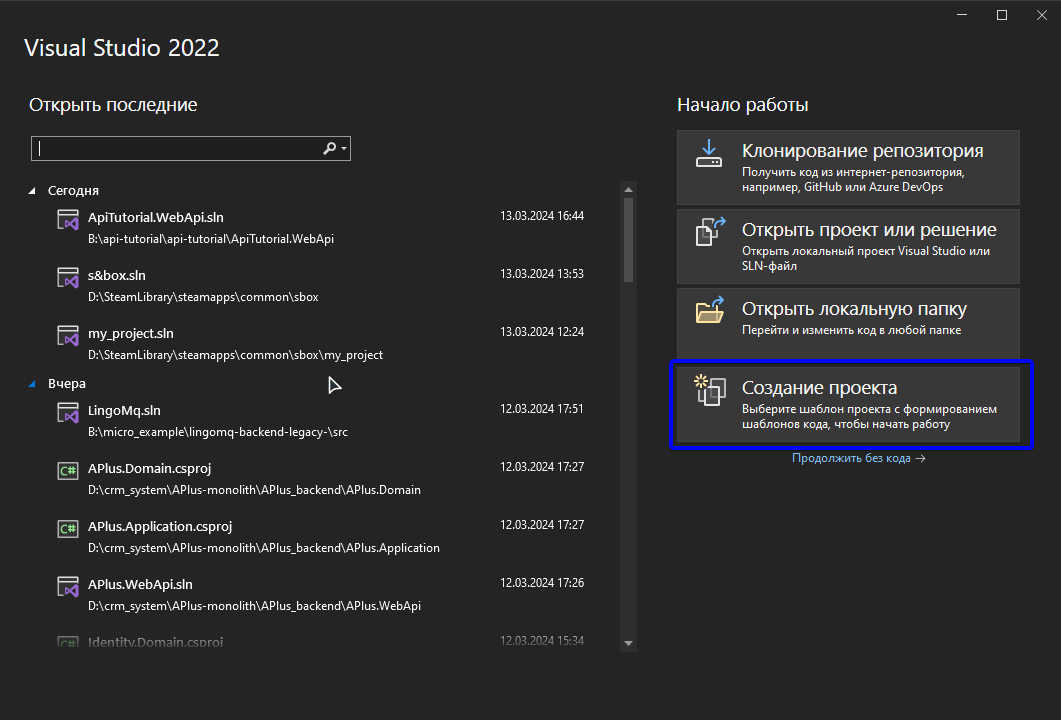 Visual Studio 2022
Открыть последние
Сегодня
ApiTutorial.WebApi.sln 13.03.2024 16:44
B:\api-tutorial\api-tutorial\ApiTutorial.WebApi
s&box.sln 13.03.2024 13:53
D:\SteamLibrary\steamapps\common\sbox
my_project.sln 13.03.2024 12:24
D:\SteamLibrary\steamapps\common\sbox\my_project
Вчера
LingoMq.sln 12.03.2024 17:51
B:\micro_example\lingomq-backend-legacy-\src
APlus.Domain.csproj 12.03.2024 17:27
D:\crm_system\APlus-monolith\APlus_backend\APlus.Domain
APlus.Application.csproj 12.03.2024 17:27
D:\crm_system\APlus-monolith\APlus_backend\APlus.Application
APlus.WebApi.sln 12.03.2024 17:26
D:\crm_system\APlus-monolith\APlus_backend\APlus.WebApi
Identity.Domain.csproj 12.03.2024 15:34
Начало работы
Клонирование репозитория
Получить код из интернет-репозитория,
например, GitHub или Azure DevOps
Открыть проект или решение
Открыть локальный проект Visual Studio или
SLN-файл
Открыть локальную папку
Перейти и изменить код в любой папке
Создание проекта
Выберите шаблон проекта с формированием
шаблонов кода, чтобы начать работу
Продолжить без кода →